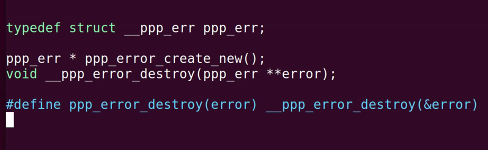 typedef struct __ppp_err ppp_err;
ppp_err * ppp_error_create_new();
void __ppp_error_destroy(ppp_err **error);
#define ppp_error_destroy(error) __ppp_error_destroy(&error)